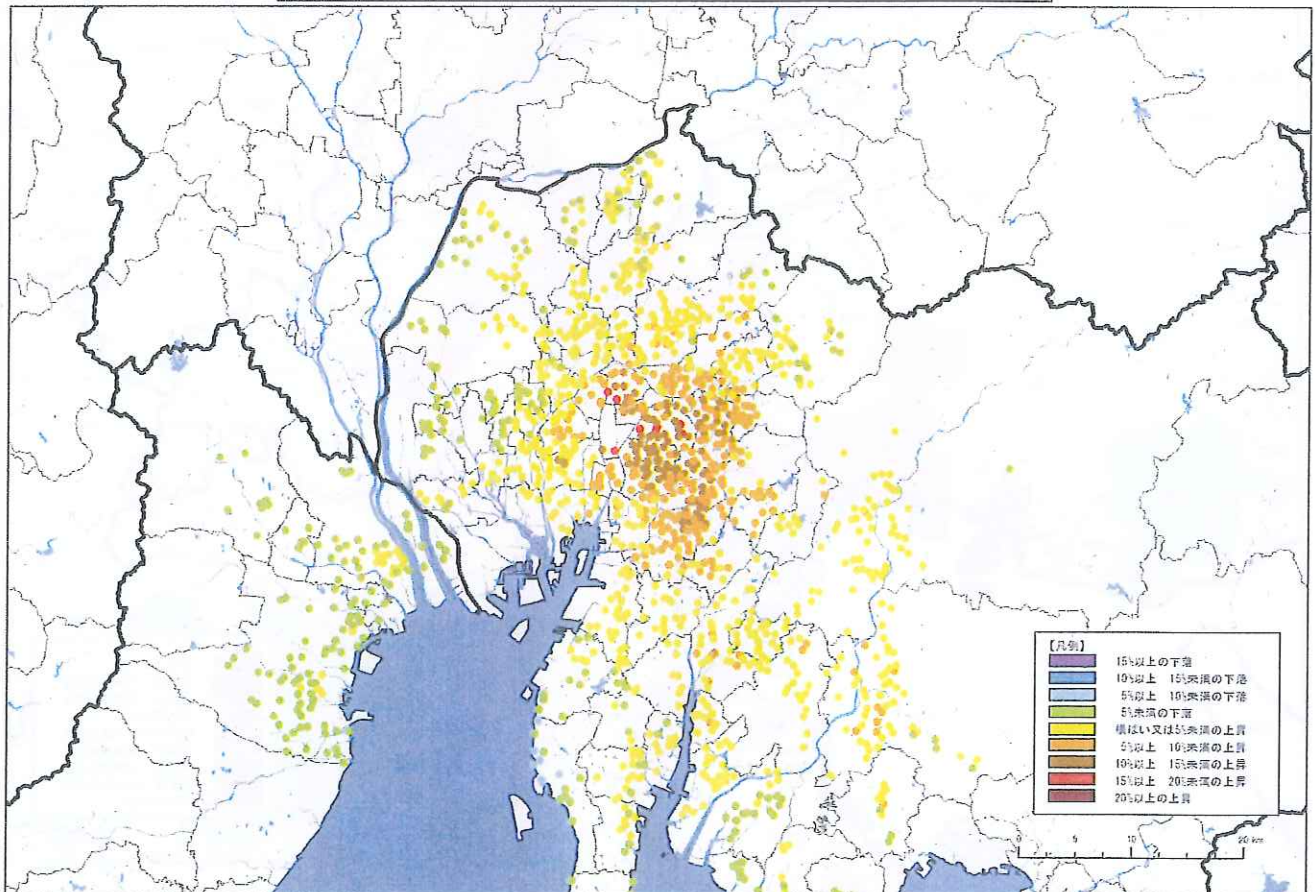 【凡例】
15%以上の下落
10%以上 15%未満の下落
5%以上 10%未満の下落
5%未満の下落
横ばい又は5%未満の上昇
5%以上 10%未満の上昇
10%以上 15%未満の上昇
15%以上 20%未満の上昇
20%以上の上昇
0 5 10 20 km